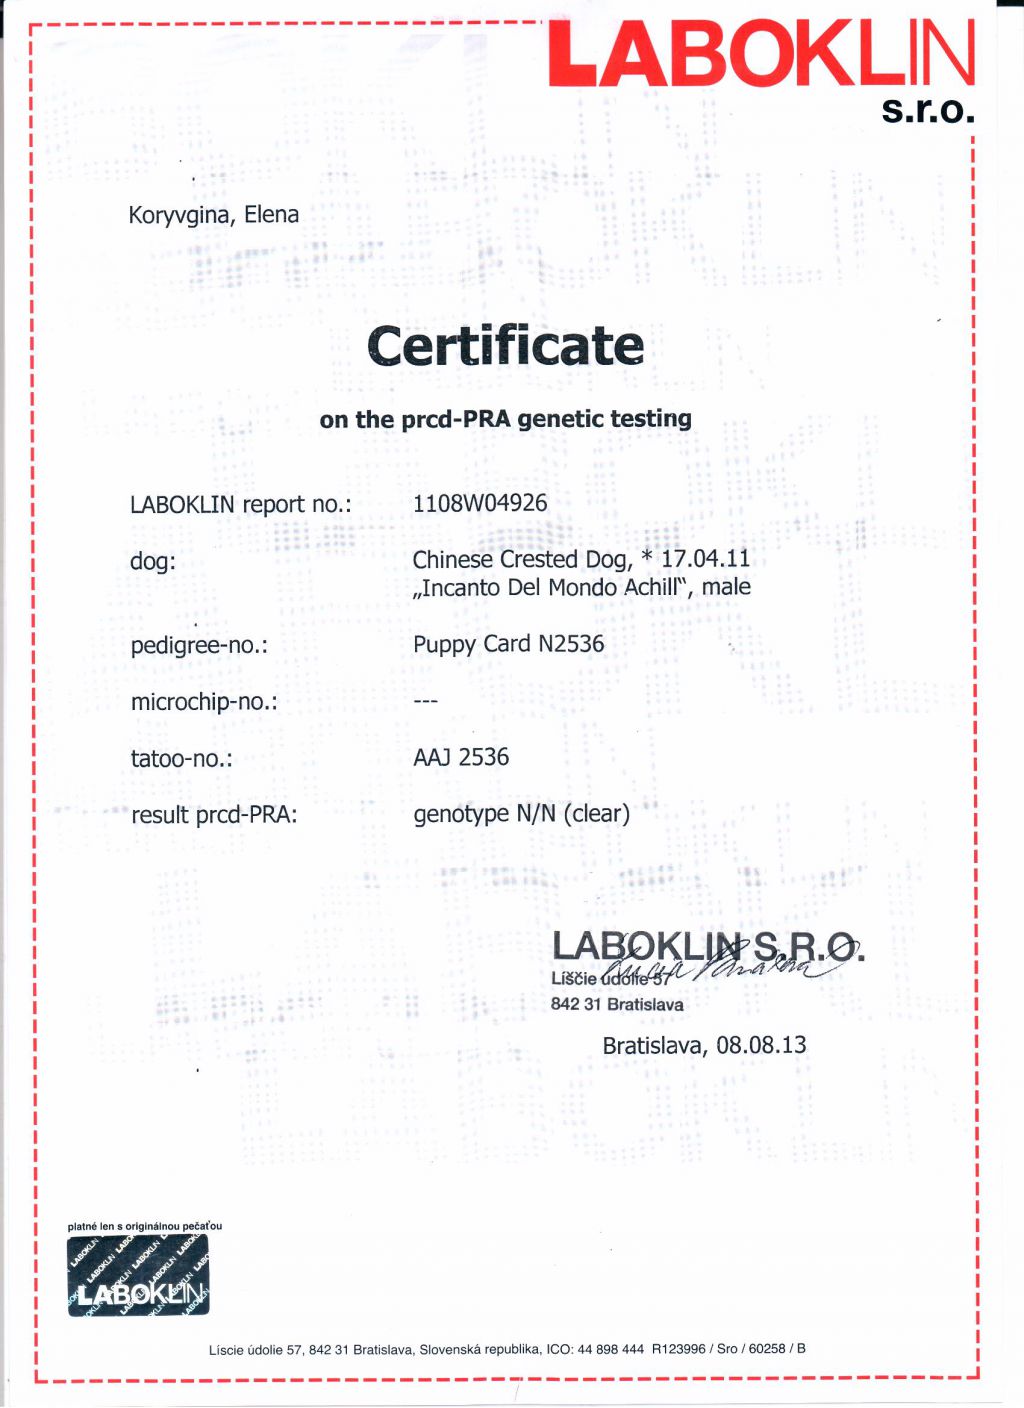 LABOKLIN
s.r.o.
Koryvgina, Elena
Certificate
on the prcd-PRA genetic testing
LABOKLIN report no.: 1108W04926
dog: Chinese Crested Dog, * 17.04.11
„Incanto Del Mondo Achill“, male
pedigree-no.: Puppy Card N2536
microchip-no.: ---
tatoo-no.: AAJ 2536
result prcd-PRA: genotype N/N (clear)
LABOKLIN S.R.O.
Líščie údolie 57
842 31 Bratislava
Bratislava, 08.08.13
platné len s originálnou pečaťou
LABOKLIN
Líscie údolie 57, 842 31 Bratislava, Slovenská republika, ICO: 44 898 444 R123996 / Sro / 60258 / B